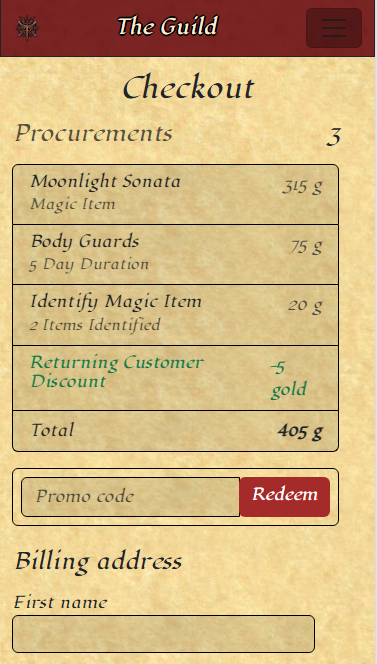 The Guild
Checkout
Procurements 3
Moonlight Sonata 315 g
Magic Item
Body Guards 75 g
5 Day Duration
Identify Magic Item 20 g
2 Items Identified
Returning Customer -5
Discount gold
Total 405 g
Promo code Redeem
Billing address
First name